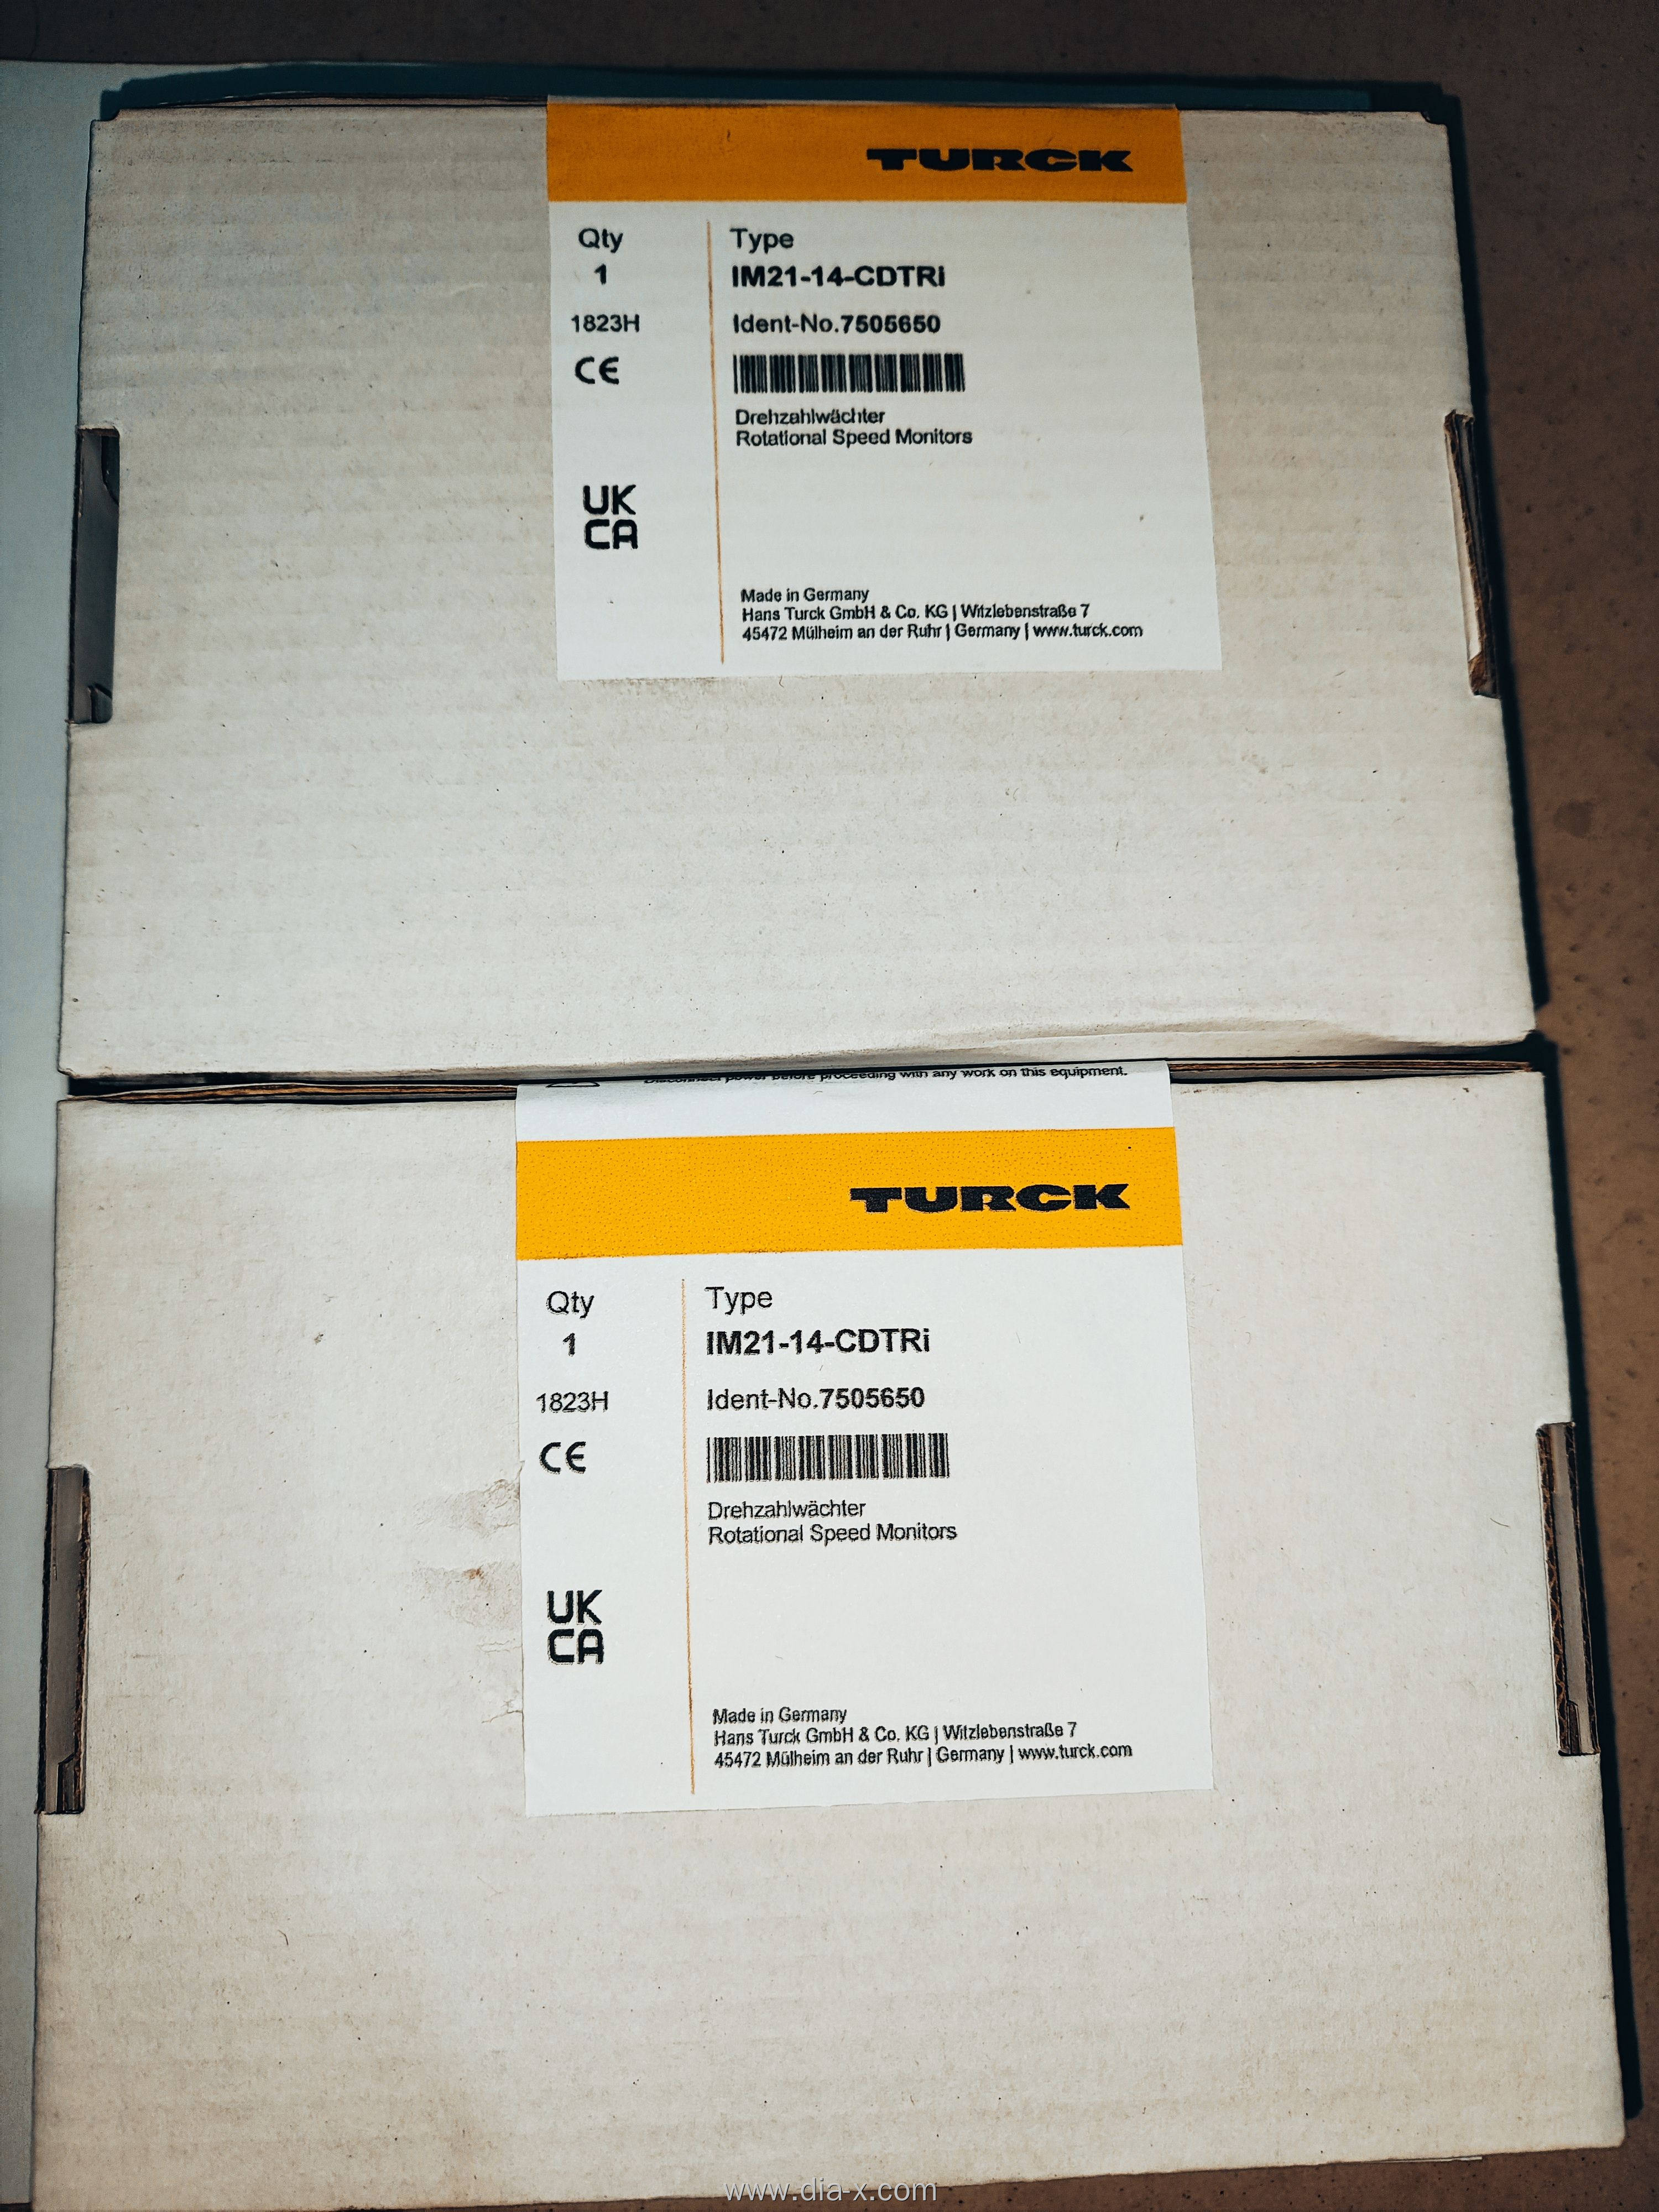 TURCK
Qty
Type
1
IM21-14-CDTRi
1823H
Ident-No.7505650
CE
Drehzahlwächter
Rotational Speed Monitors
UK
CA
Made in Germany
Hans Turck GmbH & Co. KG | Witzlebenstraße 7
45472 Mülheim an der Ruhr | Germany | www.turck.com
Disconnect power before proceeding with any work on this equipment.
TURCK
Qty
Type
1
IM21-14-CDTRi
1823H
Ident-No.7505650
CE
Drehzahlwächter
Rotational Speed Monitors
UK
CA
Made in Germany
Hans Turck GmbH & Co. KG | Witzlebenstraße 7
45472 Mülheim an der Ruhr | Germany | www.turck.com
www.dia-x.com